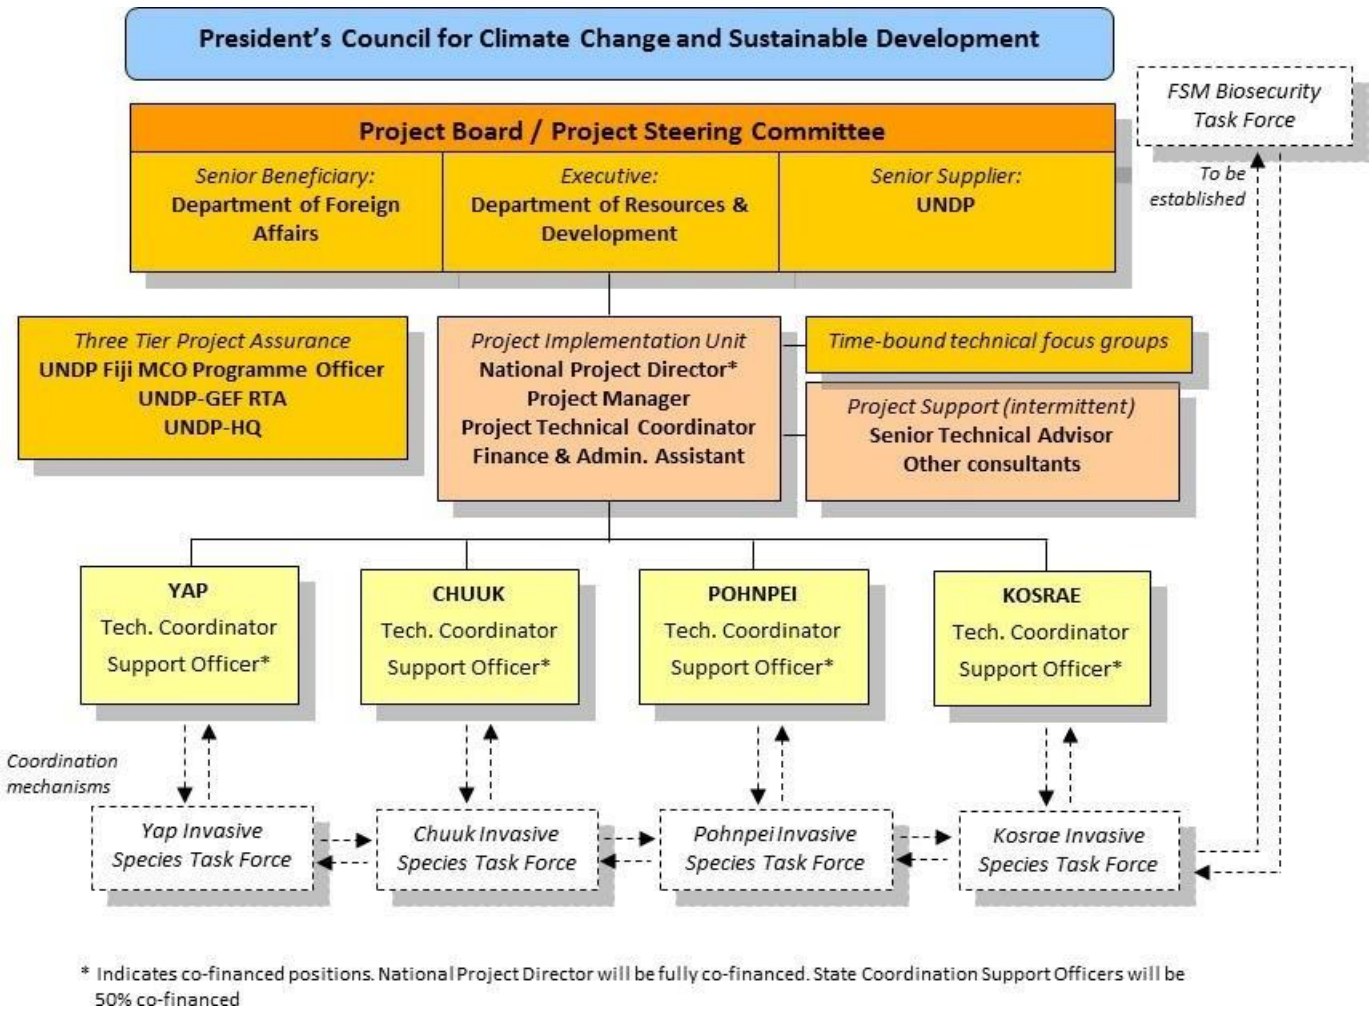 President's Council for Climate Change and Sustainable Development
FSM Biosecurity
Task Force
To be
established
Project Board / Project Steering Committee
Senior Beneficiary:
Department of Foreign
Affairs
Executive:
Department of Resources &
Development
Senior Supplier:
UNDP
Three Tier Project Assurance
UNDP Fiji MCO Programme Officer
UNDP-GEF RTA
UNDP-HQ
Project Implementation Unit
National Project Director*
Project Manager
Project Technical Coordinator
Finance & Admin. Assistant
Time-bound technical focus groups
Project Support (intermittent)
Senior Technical Advisor
Other consultants
YAP
Tech. Coordinator
Support Officer*
CHUUK
Tech. Coordinator
Support Officer*
POHNPEI
Tech. Coordinator
Support Officer*
KOSRAE
Tech. Coordinator
Support Officer*
Coordination
mechanisms
Yap Invasive
Species Task Force
Chuuk Invasive
Species Task Force
Pohnpei Invasive
Species Task Force
Kosrae Invasive
Species Task Force
* Indicates co-financed positions. National Project Director will be fully co-financed. State Coordination Support Officers will be
50% co-financed